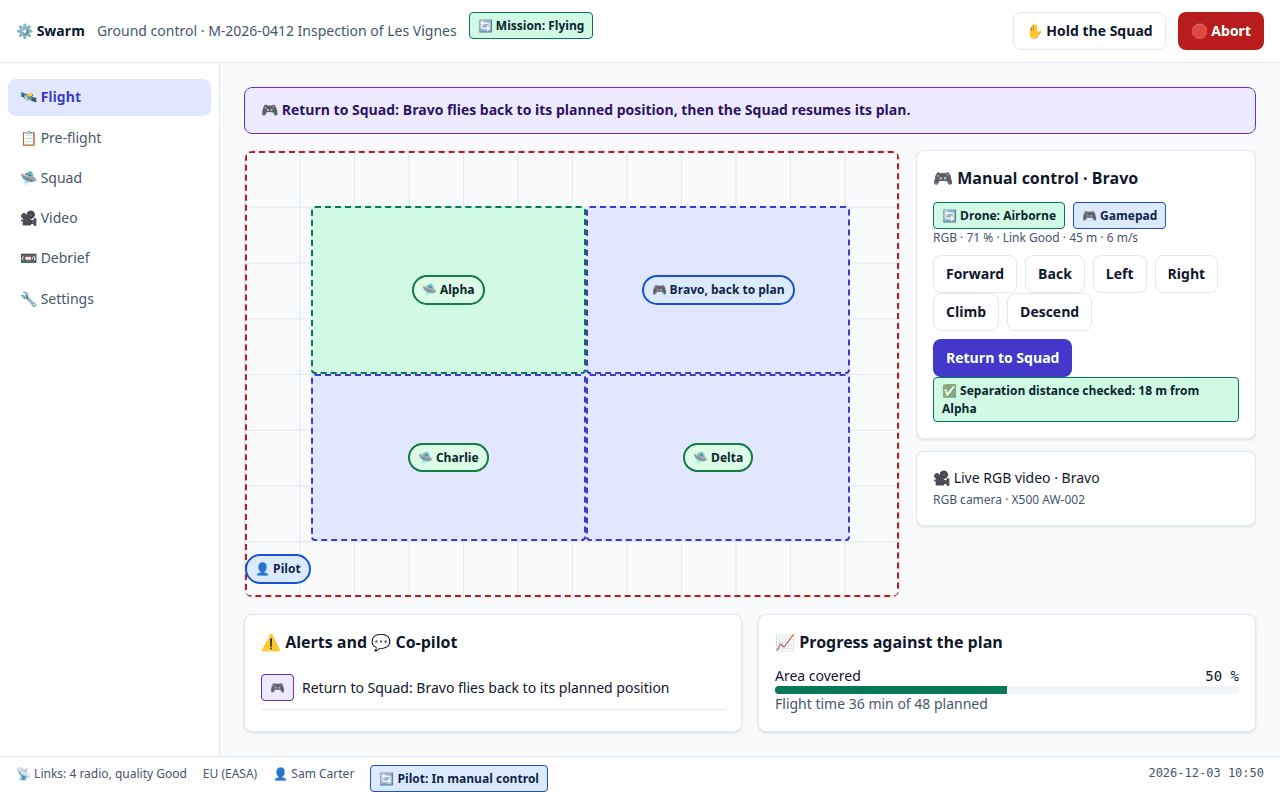 Swarm Ground control · M-2026-0412 Inspection of Les Vignes Mission: Flying Hold the Squad Abort
Flight
Pre-flight
Squad
Video
Debrief
Settings
Return to Squad: Bravo flies back to its planned position, then the Squad resumes its plan.
Alpha
Bravo, back to plan
Charlie
Delta
Pilot
Manual control · Bravo
Drone: Airborne Gamepad
RGB · 71 % · Link Good · 45 m · 6 m/s
Forward Back Left Right
Climb Descend
Return to Squad
Separation distance checked: 18 m from
Alpha
Live RGB video · Bravo
RGB camera · X500 AW-002
Alerts and Co-pilot
Return to Squad: Bravo flies back to its planned position
Progress against the plan
Area covered 50 %
Flight time 36 min of 48 planned
Links: 4 radio, quality Good EU (EASA) Sam Carter Pilot: In manual control 2026-12-03 10:50